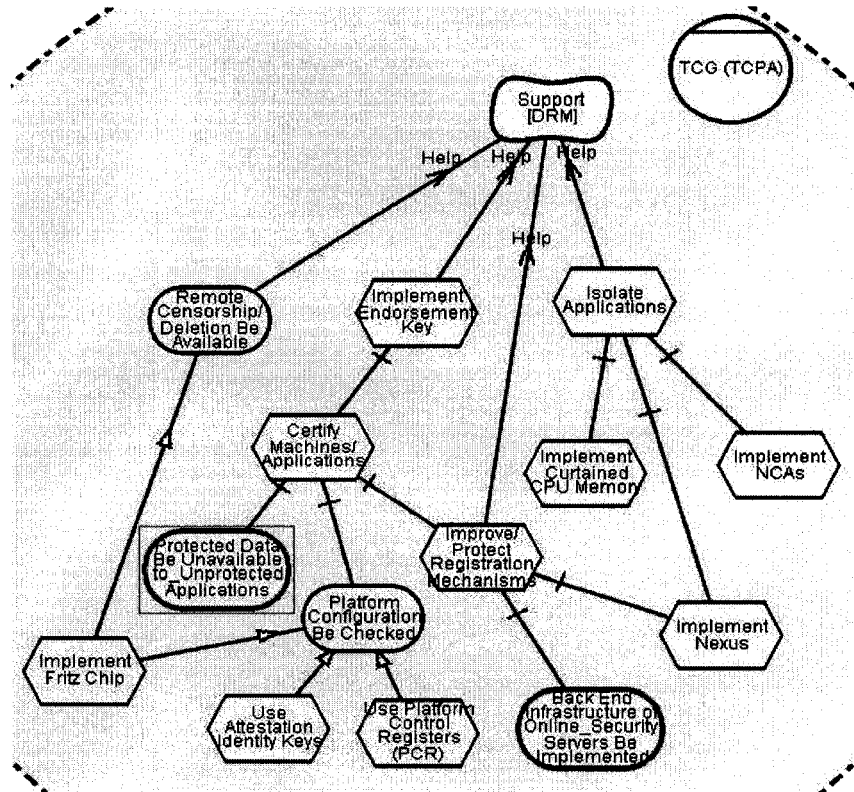 TCG (TCPA)
Support
[DRM]
Help
Help
Help
Help
Remote
Censorship/
Deletion Be
Available
Implement
Endorsement
Key
Isolate
Applications
Certify
Machines/
Applications
Implement
Curtained
CPU Memory
Implement
NCAs
Protected Data
Be Unavailable
to_Unprotected
Applications
Improve/
Protect
Registration
Mechanisms
Platform
Configuration
Be Checked
Implement
Fritz Chip
Implement
Nexus
Use
Attestation
Identity Keys
Use Platform
Control
Registers
(PCR)
Back End
Infrastructure of
Online_Security
Servers Be
Implemented